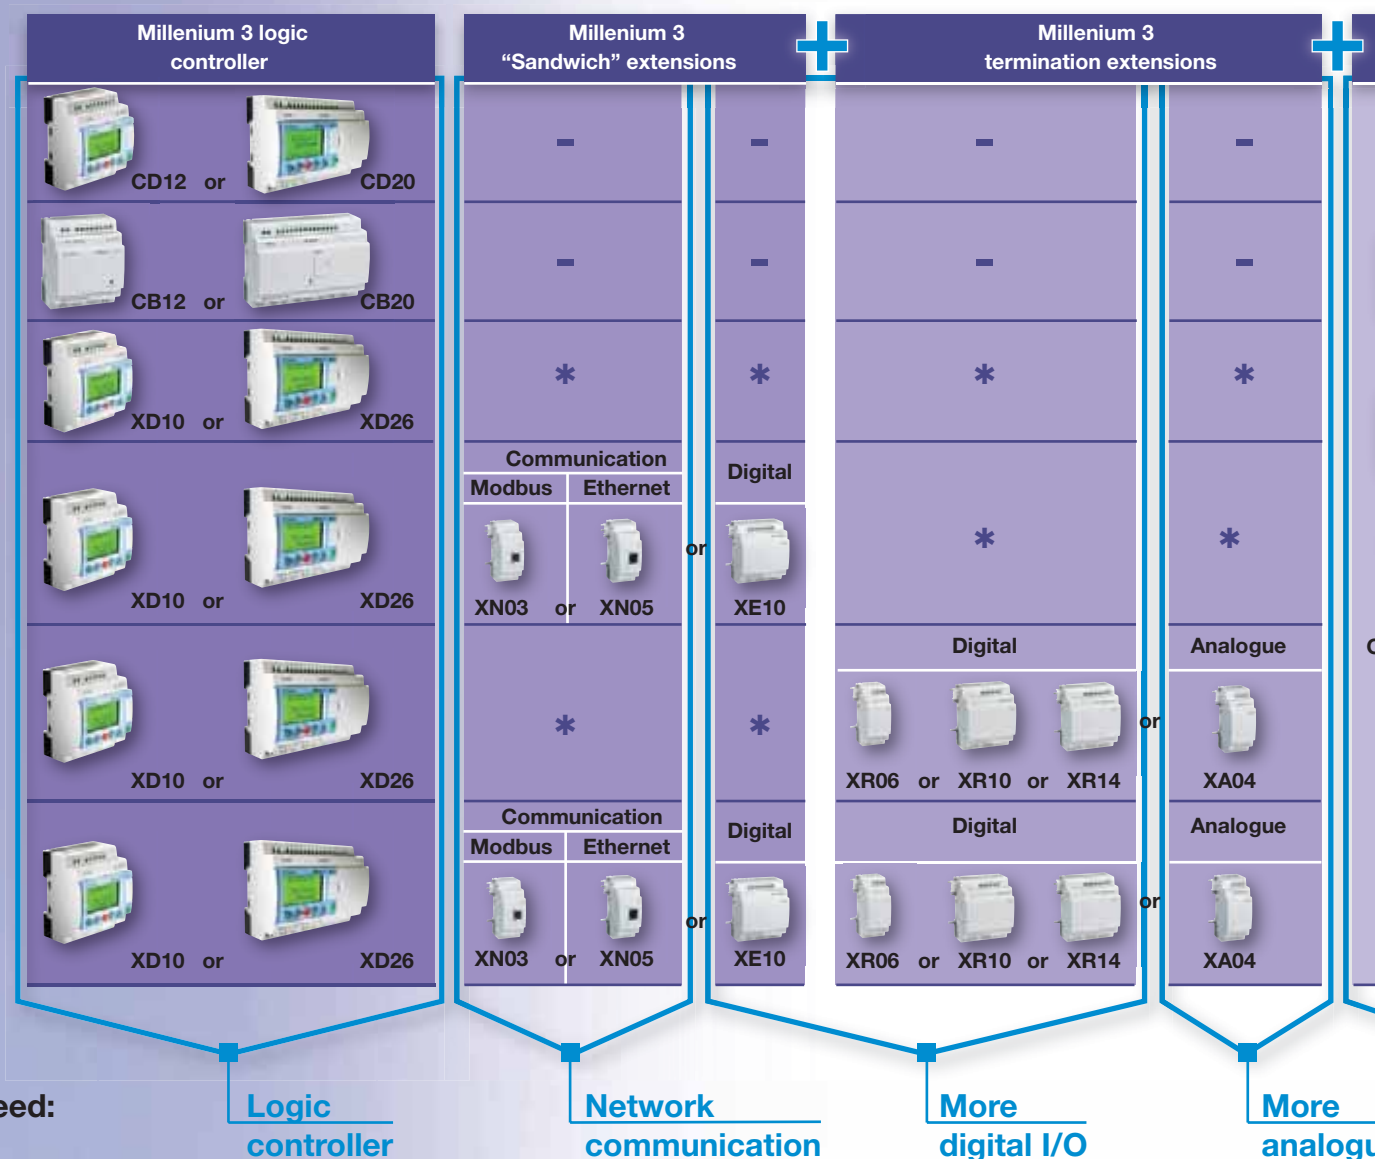 Millenium 3 logic
controller
Millenium 3
“Sandwich” extensions
+
Millenium 3
termination extensions
+
CD12 or CD20
- - - -
CB12 or CB20
- - - -
XD10 or XD26
* * * *
Communication
Modbus Ethernet
Digital
XD10 or XD26
XN03 or XN05
or
XE10
* *
Digital
Analogue
XD10 or XD26
* *
XR06 or XR10 or XR14
or
XA04
Communication
Modbus Ethernet
Digital
Digital
Analogue
XD10 or XD26
XN03 or XN05
or
XE10
XR06 or XR10 or XR14
or
XA04
eed:
Logic
controller
Network
communication
More
digital I/O
More
analogu